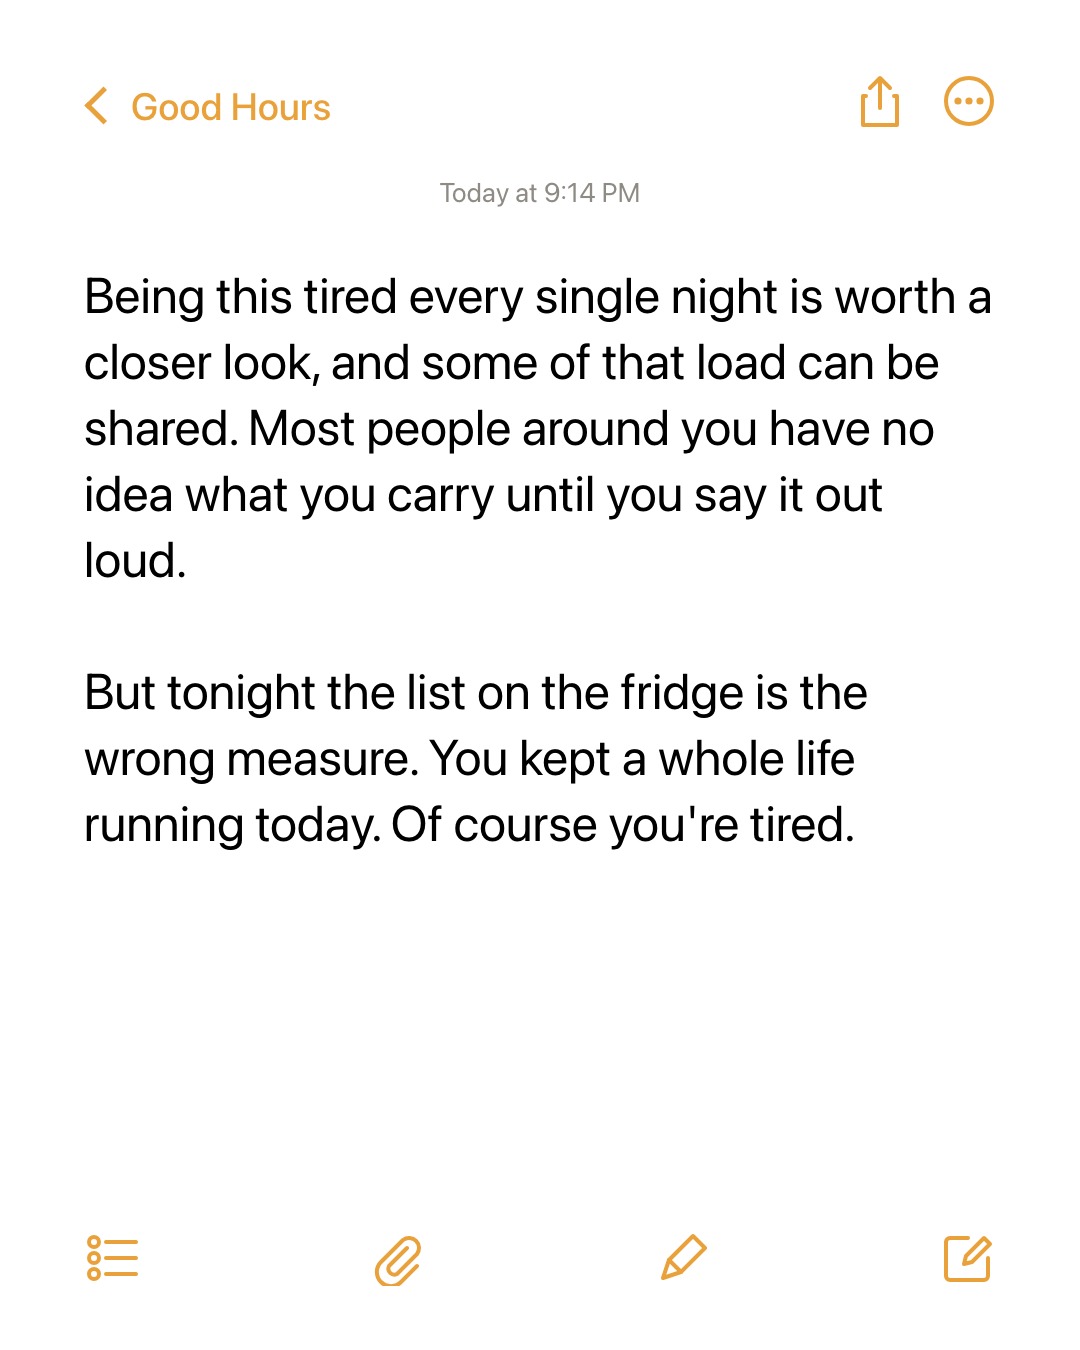 Good Hours
Today at 9:14 PM
Being this tired every single night is worth a
closer look, and some of that load can be
shared. Most people around you have no
idea what you carry until you say it out
loud.
But tonight the list on the fridge is the
wrong measure. You kept a whole life
running today. Of course you're tired.